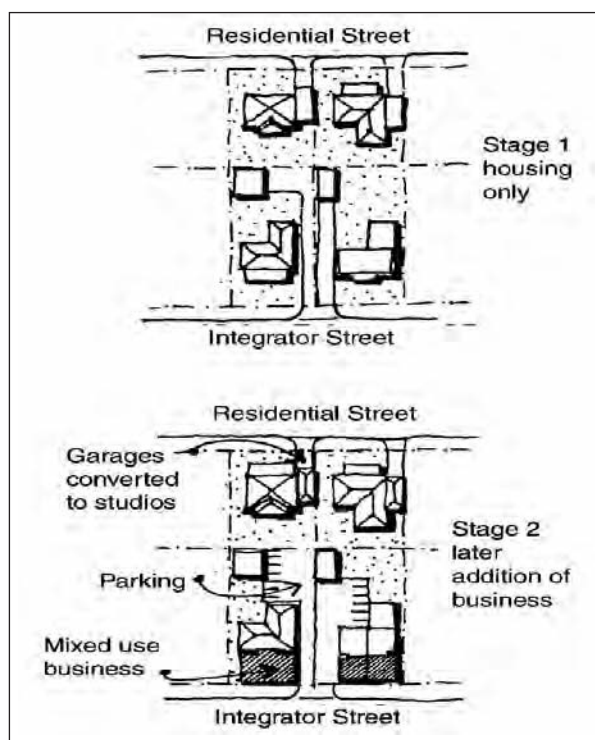 Residential Street
Stage 1
housing
only
Integrator Street
Residential Street
Garages
converted
to studios
Stage 2
later
addition of
business
Parking
Mixed use
business
Integrator Street